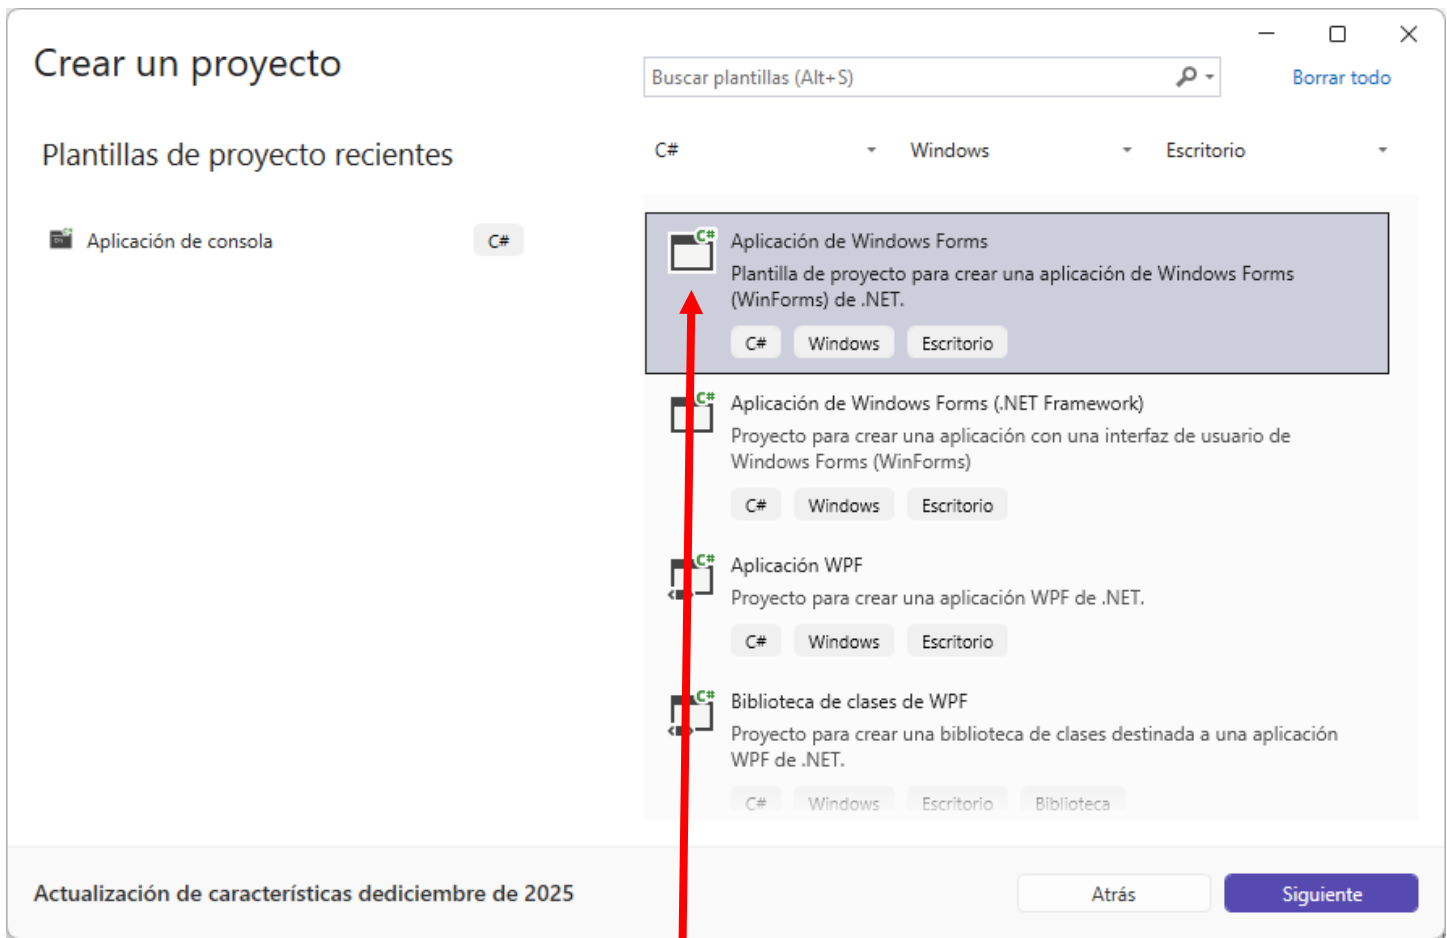 Crear un proyecto
Buscar plantillas (Alt+S)
Borrar todo
Plantillas de proyecto recientes
C#
Windows
Escritorio
Aplicación de consola
C#
C#
Aplicación de Windows Forms
Plantilla de proyecto para crear una aplicación de Windows Forms
(WinForms) de .NET.
C#
Windows
Escritorio
C#
Aplicación de Windows Forms (.NET Framework)
Proyecto para crear una aplicación con una interfaz de usuario de
Windows Forms (WinForms)
C#
Windows
Escritorio
C#
Aplicación WPF
Proyecto para crear una aplicación WPF de .NET.
C#
Windows
Escritorio
C#
Biblioteca de clases de WPF
Proyecto para crear una biblioteca de clases destinada a una aplicación
WPF de .NET.
C#
Windows
Escritorio
Biblioteca
Actualización de características dediciembre de 2025
Atrás
Siguiente